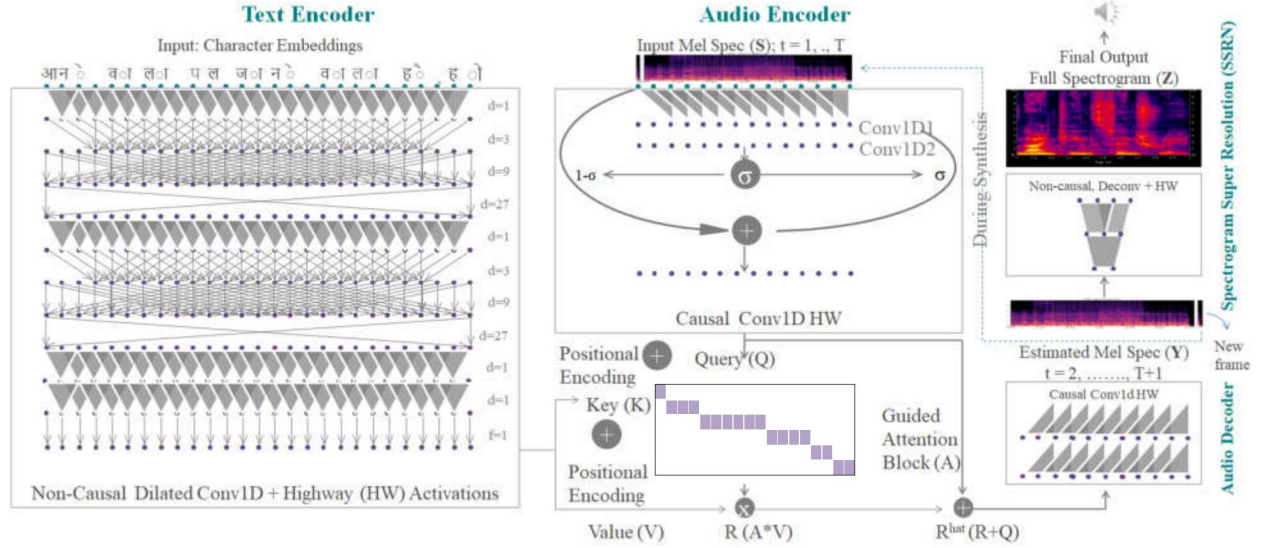 Text Encoder
Input: Character Embeddings
आन े व ा ल ा प ल ज ा न े व ा ल ा ह ै ह ो
d=1
d=3
d=9
d=27
d=1
d=3
d=9
d=27
d=1
d=1
f=1
Non-Causal Dilated Conv1D + Highway (HW) Activations
Audio Encoder
Input Mel Spec (S); t = 1, ., T
Conv1D1
Conv1D2
1-σ
σ
σ
+
Causal Conv1D HW
During Synthesis
Positional
Encoding
+
Query (Q)
Key (K)
+
Positional
Encoding
Guided
Attention
Block (A)
Value (V)
x
R (A*V)
+
R^hat (R+Q)
Final Output
Full Spectrogram (Z)
Non-causal, Deconv + HW
Estimated Mel Spec (Y)
t = 2, ……., T+1
New
frame
Causal Conv1d HW
Spectrogram Super Resolution (SSRN)
Audio Decoder